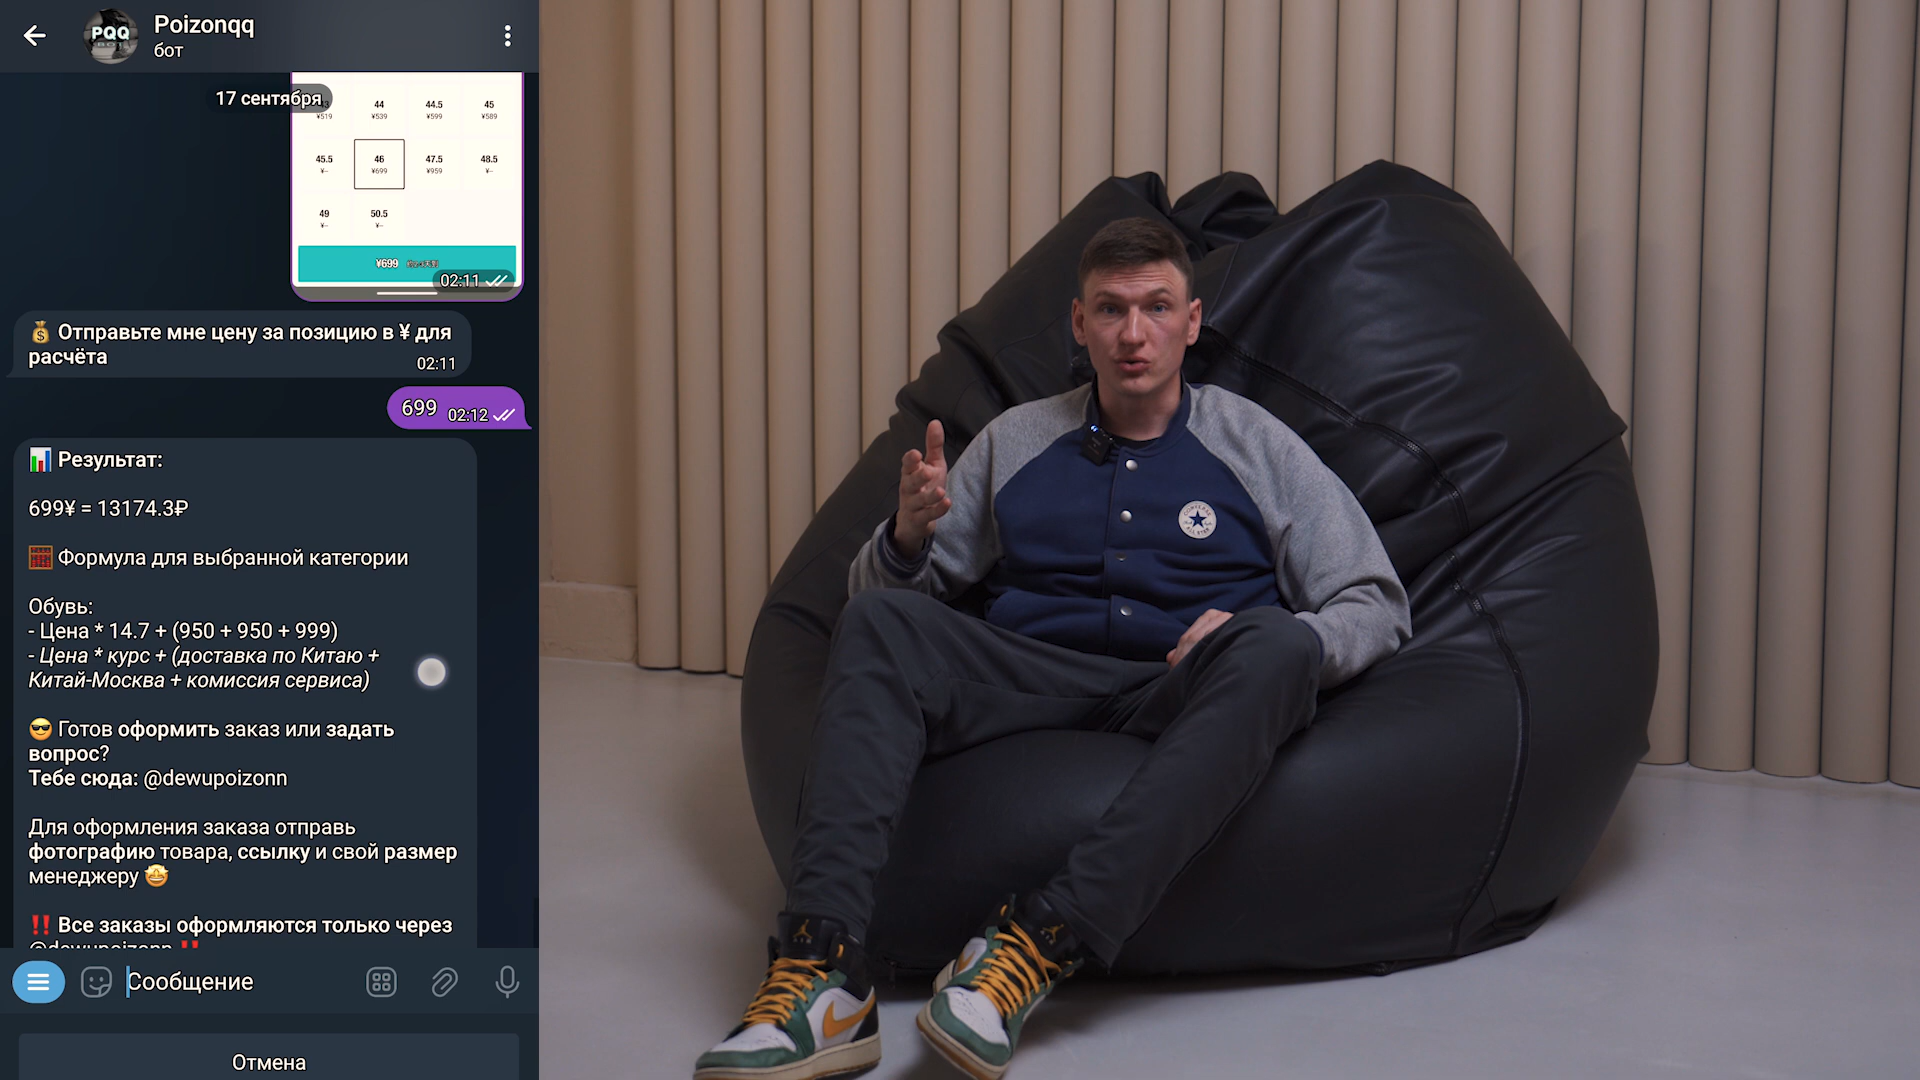 Poizonqq
PQQ
бот
17 сентября
44 44.5 45
¥519 ¥539 ¥599 ¥589
45.5 46 47.5 48.5
¥-- ¥699 ¥959 ¥--
49 50.5
¥-- ¥--
¥699
02:11
💰 Отправьте мне цену за позицию в ¥ для
расчёта
02:11
699 02:12
📊 Результат:
699¥ = 13174.3₽
🧮 Формула для выбранной категории
Обувь:
- Цена * 14.7 + (950 + 950 + 999)
- Цена * курс + (доставка по Китаю +
Китай-Москва + комиссия сервиса)
😎 Готов оформить заказ или задать
вопрос?
Тебе сюда: @dewupoizonn
Для оформления заказа отправь
фотографию товара, ссылку и свой размер
менеджеру 🤩
‼️ Все заказы оформляются только через
@dewupoizonn ‼️
Сообщение
Отмена